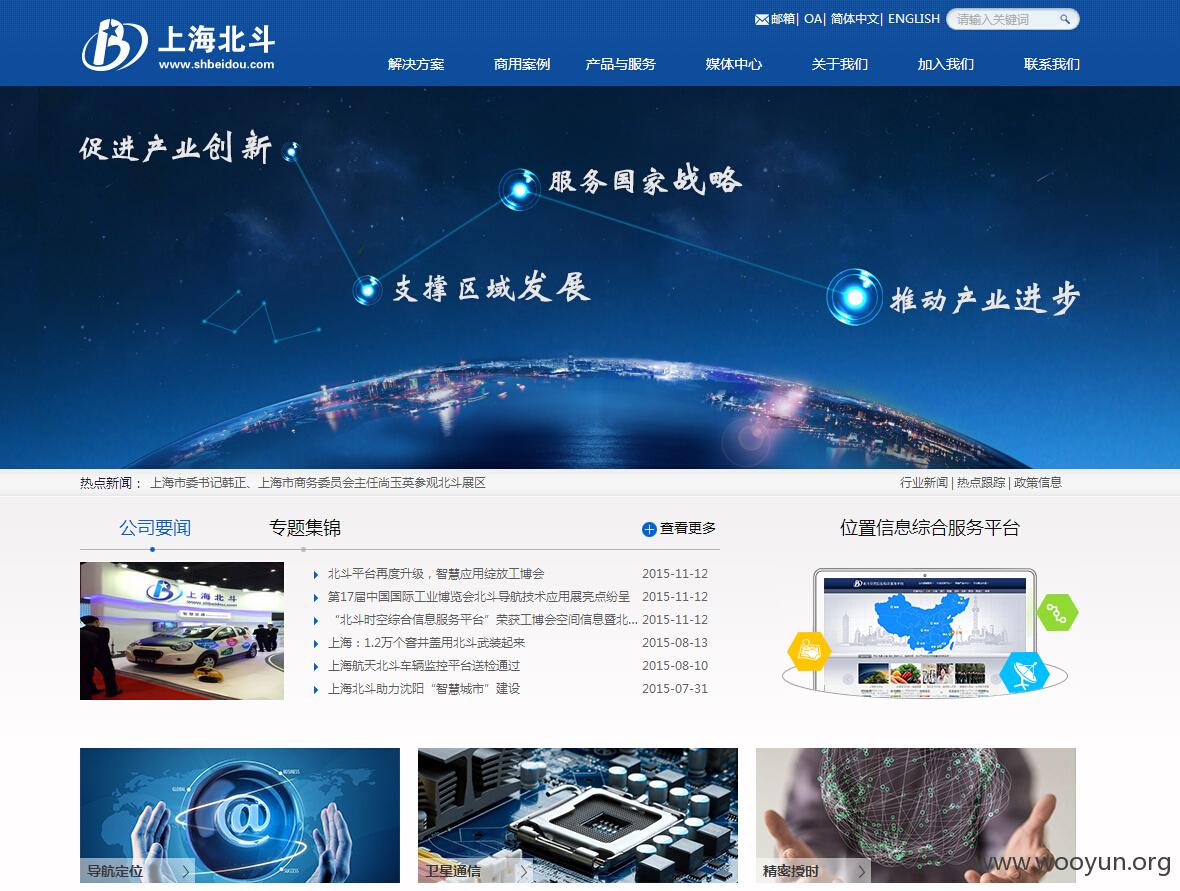 邮箱| OA| 简体中文| ENGLISH 请输入关键词
上海北斗
www.shbeidou.com
解决方案 商用案例 产品与服务 媒体中心 关于我们 加入我们 联系我们
促进产业创新
服务国家战略
支撑区域发展
推动产业进步
热点新闻： 上海市委书记韩正、上海市商务委员会主任尚玉英参观北斗展区 行业新闻 | 热点跟踪 | 政策信息
公司要闻 专题集锦 查看更多 位置信息综合服务平台
北斗平台再度升级，智慧应用绽放工博会 2015-11-12
第17届中国国际工业博览会北斗导航技术应用展亮点纷呈 2015-11-12
“北斗时空综合信息服务平台”荣获工博会空间信息暨北... 2015-11-12
上海：1.2万个窨井盖用北斗武装起来 2015-08-13
上海航天北斗车辆监控平台送检通过 2015-08-10
上海北斗助力沈阳“智慧城市”建设 2015-07-31
上海北斗
BUSINESS
GLOBAL
@
SUCCESS
导航定位 卫星通信 精密授时
www.wooyun.org